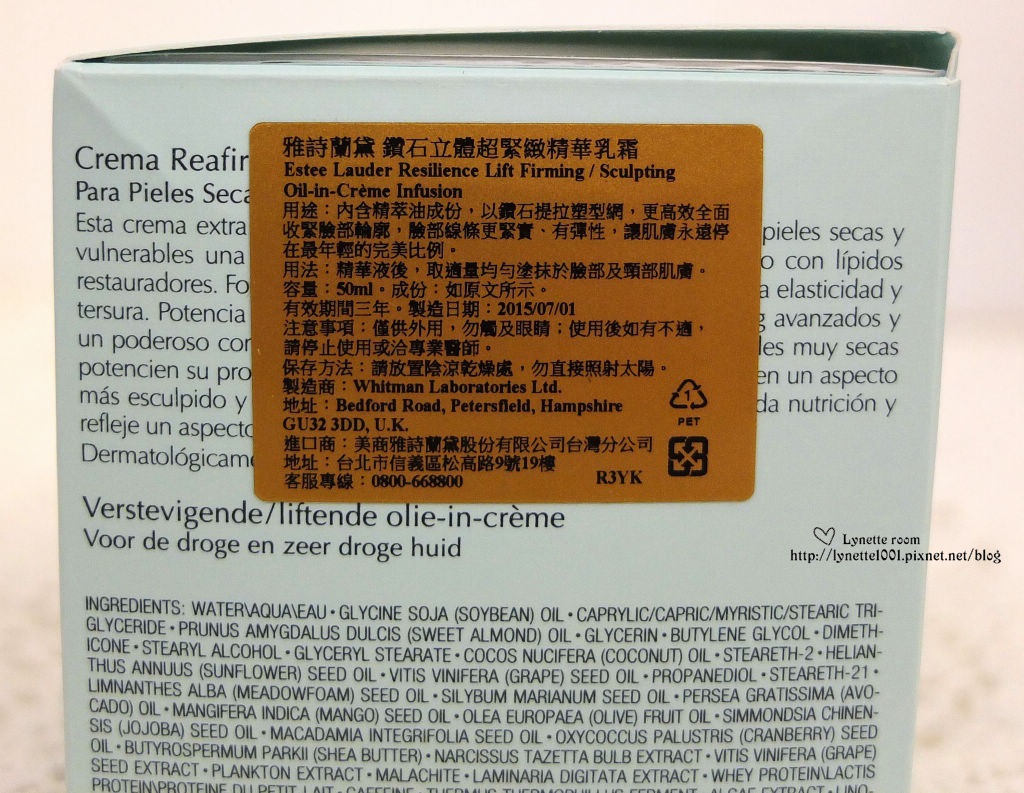 Crema Reafir
Para Pieles Seca
Esta crema extra
vulnerables una
restauradores. Fo
tersura. Potencia
un poderoso cor
potencien su pro
más esculpido y
refleje un aspecto
Dermatológicame
雅詩蘭黛 鑽石立體超緊緻精華乳霜
Estee Lauder Resilience Lift Firming / Sculpting
Oil-in-Crème Infusion
用途：內含精萃油成份，以鑽石提拉塑型網，更高效全面
收緊臉部輪廓，臉部線條更緊實、有彈性，讓肌膚永遠停
在最年輕的完美比例。
用法：精華液後，取適量均勻塗抹於臉部及頸部肌膚。
容量：50ml。成份：如原文所示。
有效期間三年。製造日期：2015/07/01
注意事項：僅供外用，勿觸及眼睛；使用後如有不適，
請停止使用或洽專業醫師。
保存方法：請放置陰涼乾燥處，勿直接照射太陽。
製造商：Whitman Laboratories Ltd.
地址：Bedford Road, Petersfield, Hampshire
GU32 3DD, U.K.
進口商：美商雅詩蘭黛股份有限公司台灣分公司
地址：台北市信義區松高路9號19樓
客服專線：0800-668800
R3YK
1
PET
pieles secas y
o con lípidos
a elasticidad y
g avanzados y
les muy secas
en un aspecto
da nutrición y
Verstevigende/liftende olie-in-crème
Voor de droge en zeer droge huid
Lynette room
http://lynette1001.pixnet.net/blog
INGREDIENTS: WATER\AQUA\EAU • GLYCINE SOJA (SOYBEAN) OIL • CAPRYLIC/CAPRIC/MYRISTIC/STEARIC TRI-
GLYCERIDE • PRUNUS AMYGDALUS DULCIS (SWEET ALMOND) OIL • GLYCERIN • BUTYLENE GLYCOL • DIMETH-
ICONE • STEARYL ALCOHOL • GLYCERYL STEARATE • COCOS NUCIFERA (COCONUT) OIL • STEARETH-2 • HELIAN-
THUS ANNUUS (SUNFLOWER) SEED OIL • VITIS VINIFERA (GRAPE) SEED OIL • PROPANEDIOL • STEARETH-21 •
LIMNANTHES ALBA (MEADOWFOAM) SEED OIL • SILYBUM MARIANUM SEED OIL • PERSEA GRATISSIMA (AVO-
CADO) OIL • MANGIFERA INDICA (MANGO) SEED OIL • OLEA EUROPAEA (OLIVE) FRUIT OIL • SIMMONDSIA CHINEN-
SIS (JOJOBA) SEED OIL • MACADAMIA INTEGRIFOLIA SEED OIL • OXYCOCCUS PALUSTRIS (CRANBERRY) SEED
OIL • BUTYROSPERMUM PARKII (SHEA BUTTER) • NARCISSUS TAZETTA BULB EXTRACT • VITIS VINIFERA (GRAPE)
SEED EXTRACT • PLANKTON EXTRACT • MALACHITE • LAMINARIA DIGITATA EXTRACT • WHEY PROTEIN\LACTIS
PROTEIN\PROTÉINE DU PETIT LAIT • CAFFEINE • THERMUS THERMOPHILLUS FERMENT • ALGAE EXTRACT • LINO-